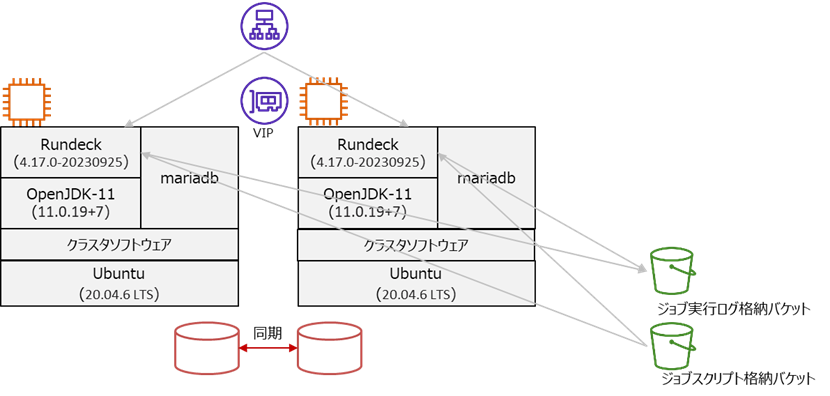 VIP
Rundeck
(4.17.0-20230925)
mariadb
OpenJDK-11
(11.0.19+7)
クラスタソフトウェア
Ubuntu
(20.04.6 LTS)
Rundeck
(4.17.0-20230925)
mariadb
OpenJDK-11
(11.0.19+7)
クラスタソフトウェア
Ubuntu
(20.04.6 LTS)
ジョブ実行ログ格納バケット
同期
ジョブスクリプト格納バケット